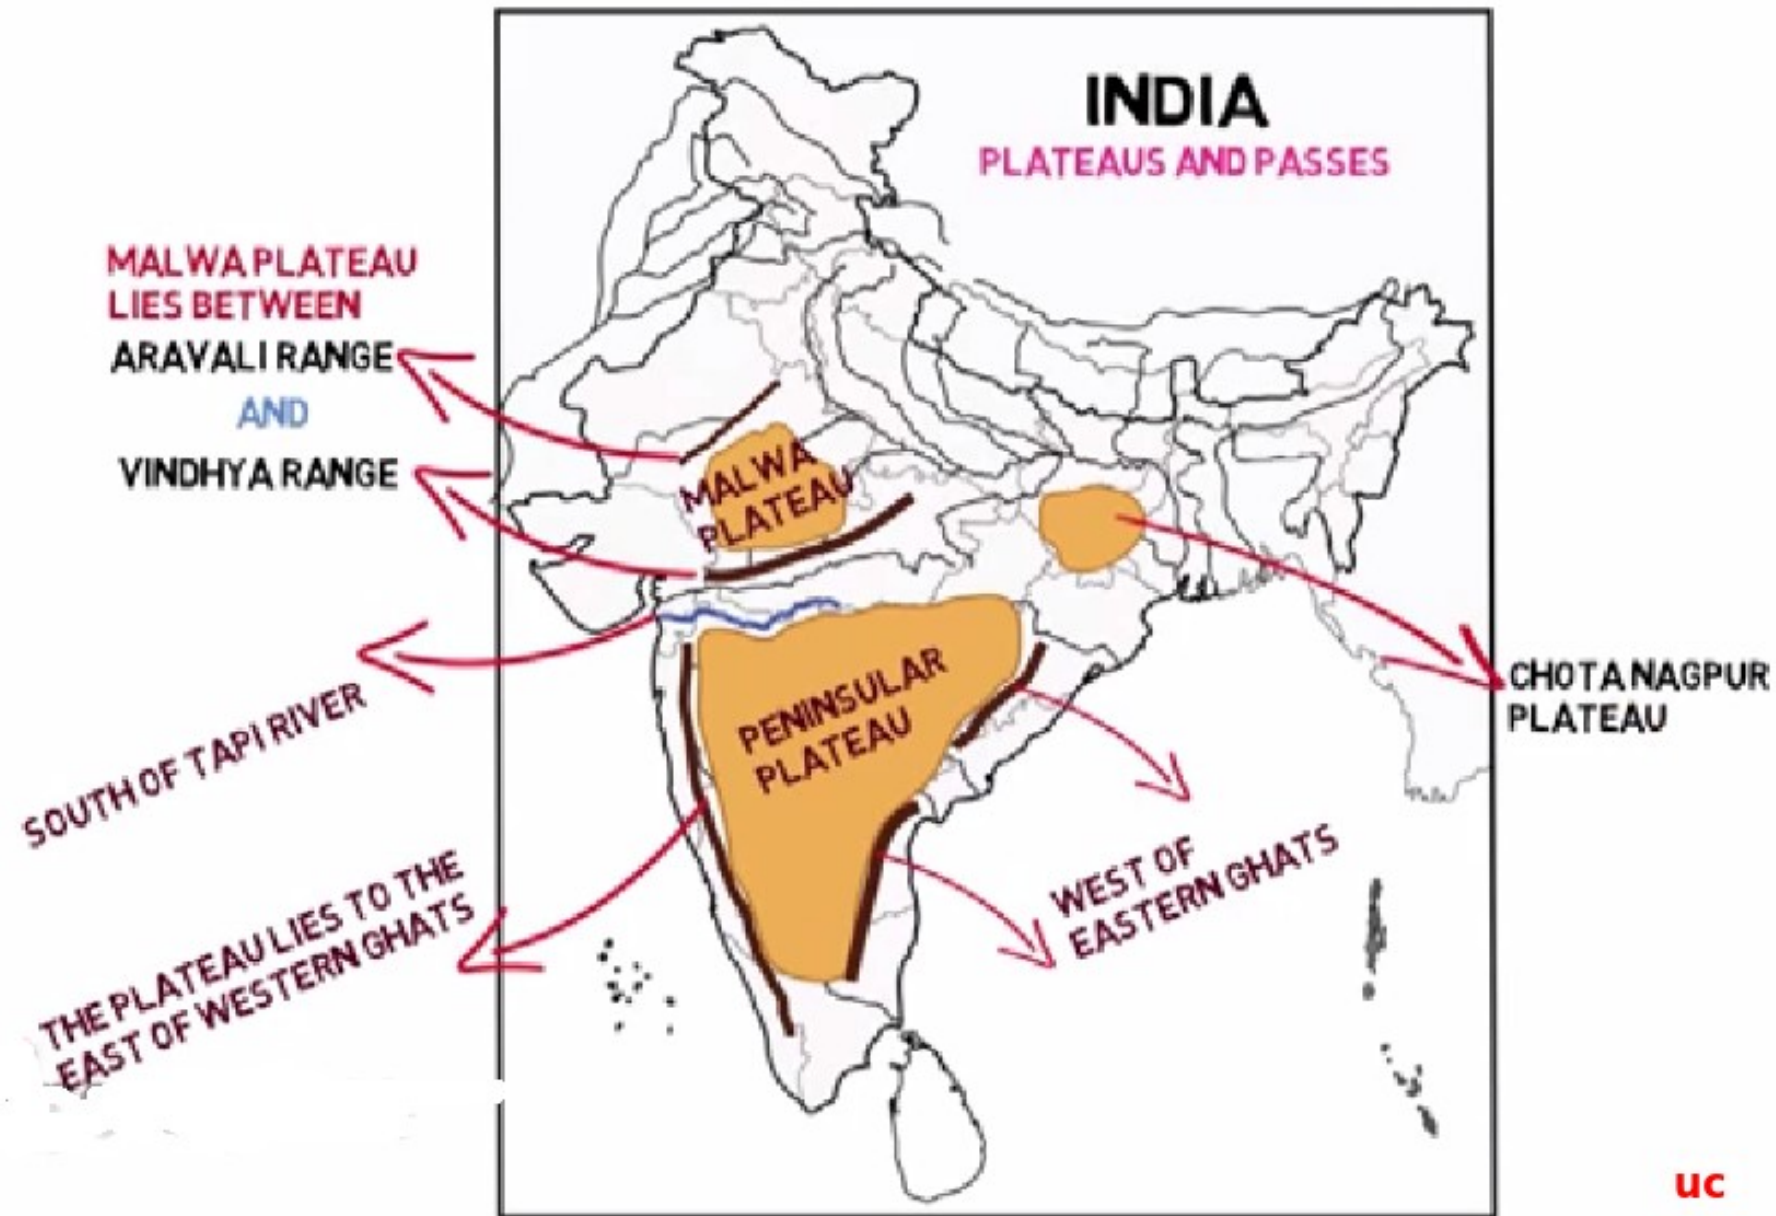 INDIA
PLATEAUS AND PASSES
MALWA PLATEAU
LIES BETWEEN
ARAVALI RANGE
AND
VINDHYA RANGE
MALWA
PLATEAU
SOUTH OF TAPI RIVER
PENINSULAR
PLATEAU
CHOTA NAGPUR
PLATEAU
THE PLATEAU LIES TO THE
EAST OF WESTERN GHATS
WEST OF
EASTERN GHATS
uc